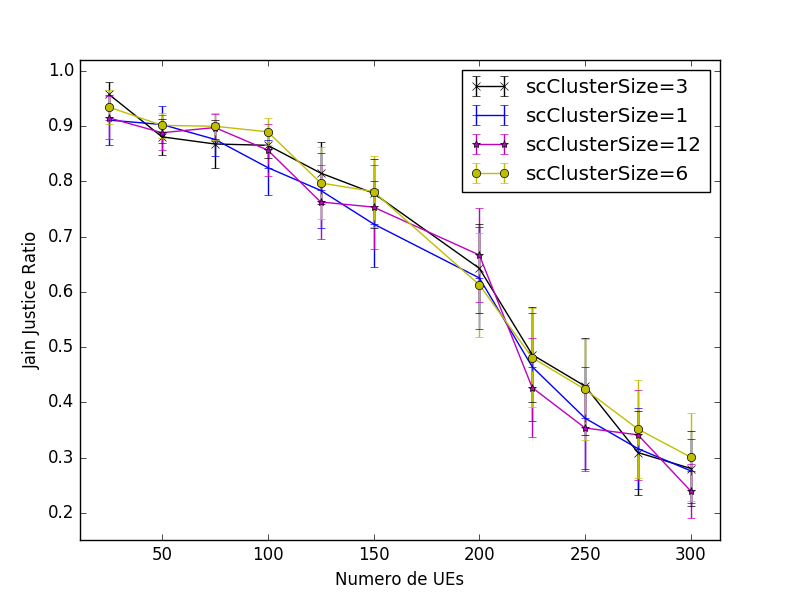 1.0
0.9
0.8
0.7
0.6
0.5
0.4
0.3
0.2
Jain Justice Ratio
scClusterSize=3
scClusterSize=1
scClusterSize=12
scClusterSize=6
50 100 150 200 250 300
Numero de UEs